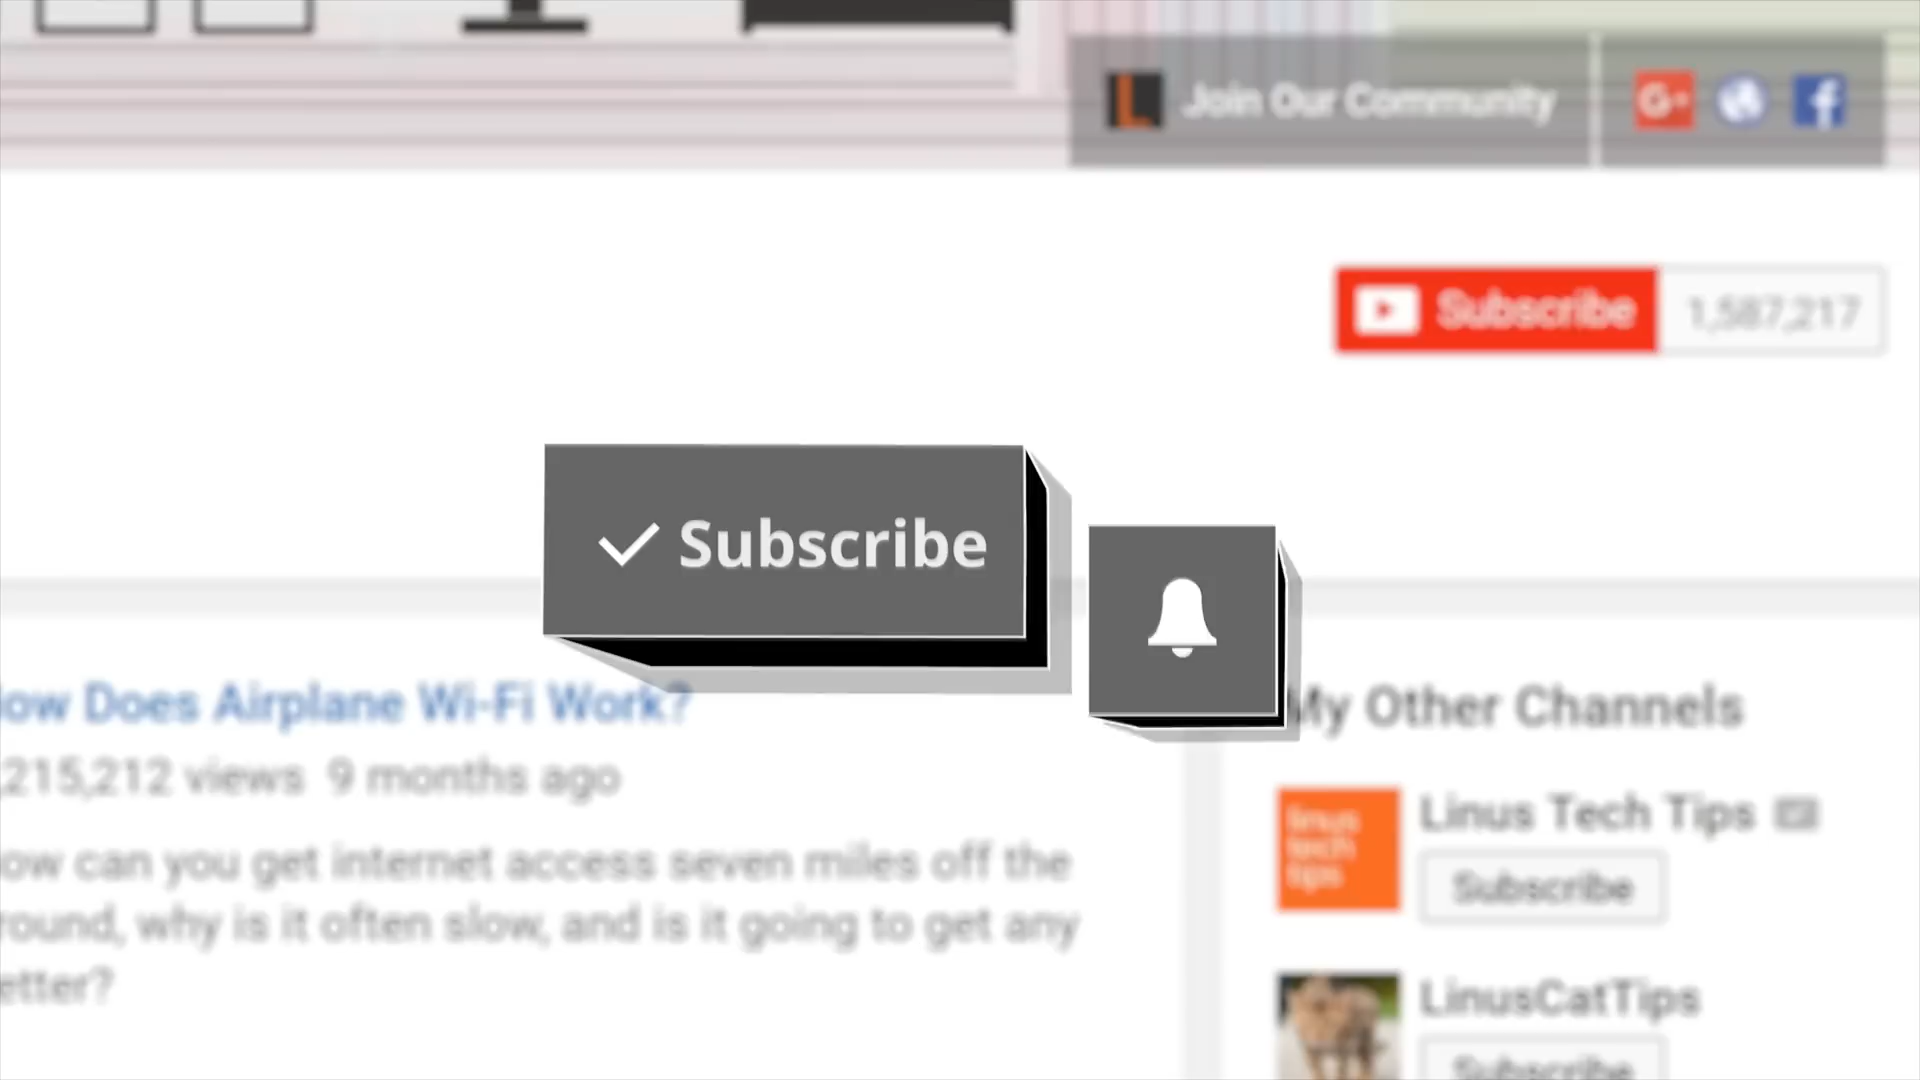 Join Our Community
Subscribe 1,587,217
Subscribe
ow Does Airplane Wi-Fi Work?
,215,212 views 9 months ago
ow can you get internet access seven miles off the
round, why is it often slow, and is it going to get any
etter?
My Other Channels
linus
tech
tips
Linus Tech Tips
Subscribe
LinusCatTips
Subscribe